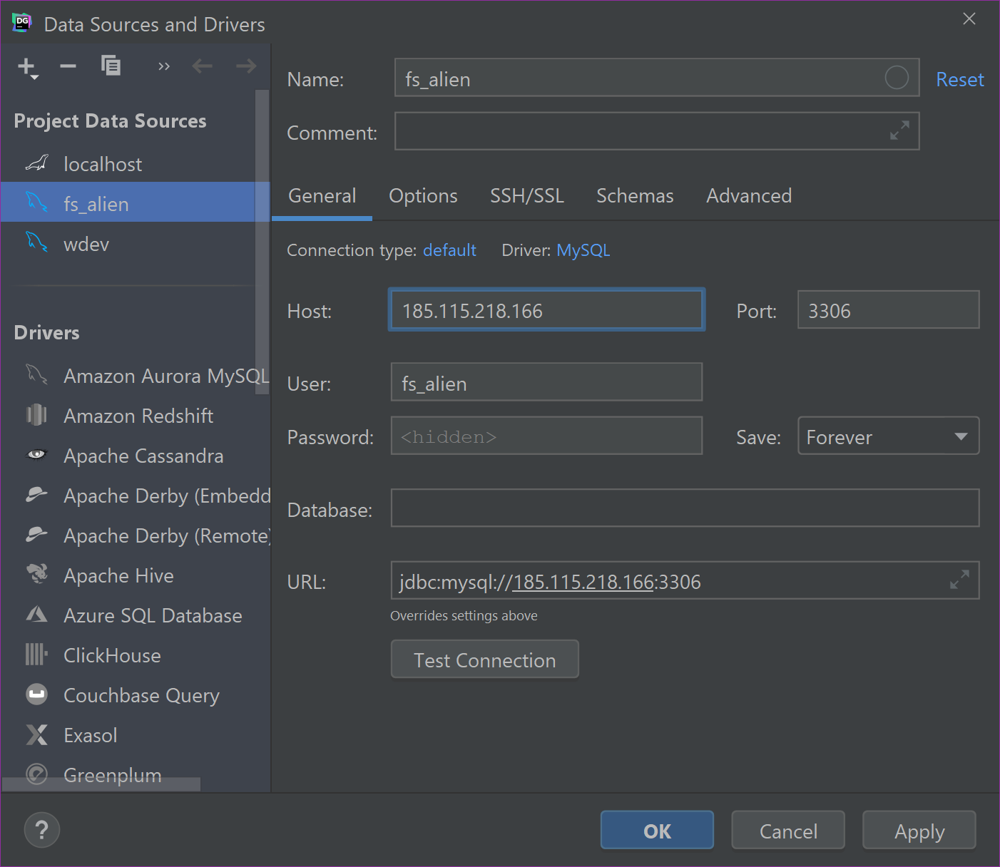 DG
Data Sources and Drivers
Project Data Sources
localhost
fs_alien
wdev
Drivers
Amazon Aurora MySQL
Amazon Redshift
Apache Cassandra
Apache Derby (Embedd
Apache Derby (Remote)
Apache Hive
Azure SQL Database
ClickHouse
Couchbase Query
Exasol
Greenplum
Name: fs_alien Reset
Comment:
General Options SSH/SSL Schemas Advanced
Connection type: default Driver: MySQL
Host: 185.115.218.166 Port: 3306
User: fs_alien
Password: <hidden> Save: Forever
Database:
URL: jdbc:mysql://185.115.218.166:3306
Overrides settings above
Test Connection
? OK Cancel Apply